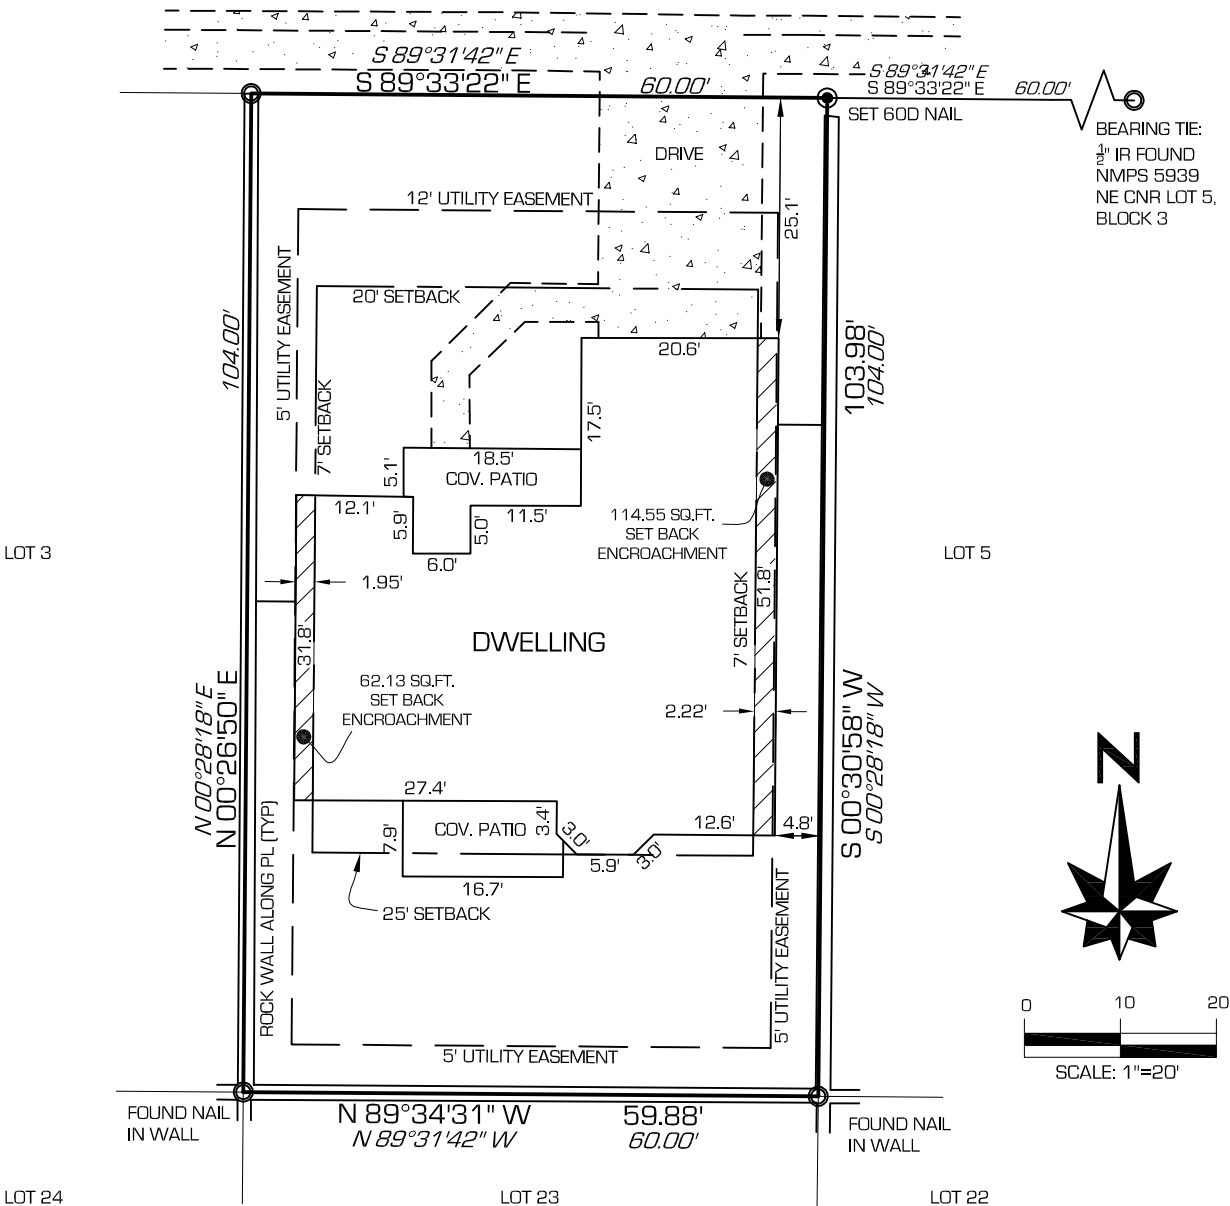 S 89°31'42" E
S 89°33'22" E
60.00'
S 89°31'42" E
S 89°33'22" E
60.00'
SET 60D NAIL
BEARING TIE:
1/2" IR FOUND
NMPS 5939
NE CNR LOT 5,
BLOCK 3
DRIVE
12' UTILITY EASEMENT
25.1'
5' UTILITY EASEMENT
20' SETBACK
104.00'
103.98'
104.00'
7' SETBACK
20.6'
17.5'
18.5'
5.1'
COV. PATIO
12.1'
5.9'
5.0'
11.5'
6.0'
114.55 SQ.FT.
SET BACK
ENCROACHMENT
LOT 3
LOT 5
1.95'
51.8'
31.8'
DWELLING
7' SETBACK
62.13 SQ.FT.
SET BACK
ENCROACHMENT
2.22'
N 00°28'18" E
N 00°26'50" E
S 00°30'58" W
S 00°28'18" W
N
27.4'
COV. PATIO
3.4'
7.9'
3.0'
5.9'
3.0'
12.6'
4.8'
16.7'
25' SETBACK
ROCK WALL ALONG PL (TYP)
5' UTILITY EASEMENT
5' UTILITY EASEMENT
0 10 20
SCALE: 1"=20'
FOUND NAIL
IN WALL
N 89°34'31" W
59.88'
N 89°31'42" W
60.00'
FOUND NAIL
IN WALL
LOT 24
LOT 23
LOT 22